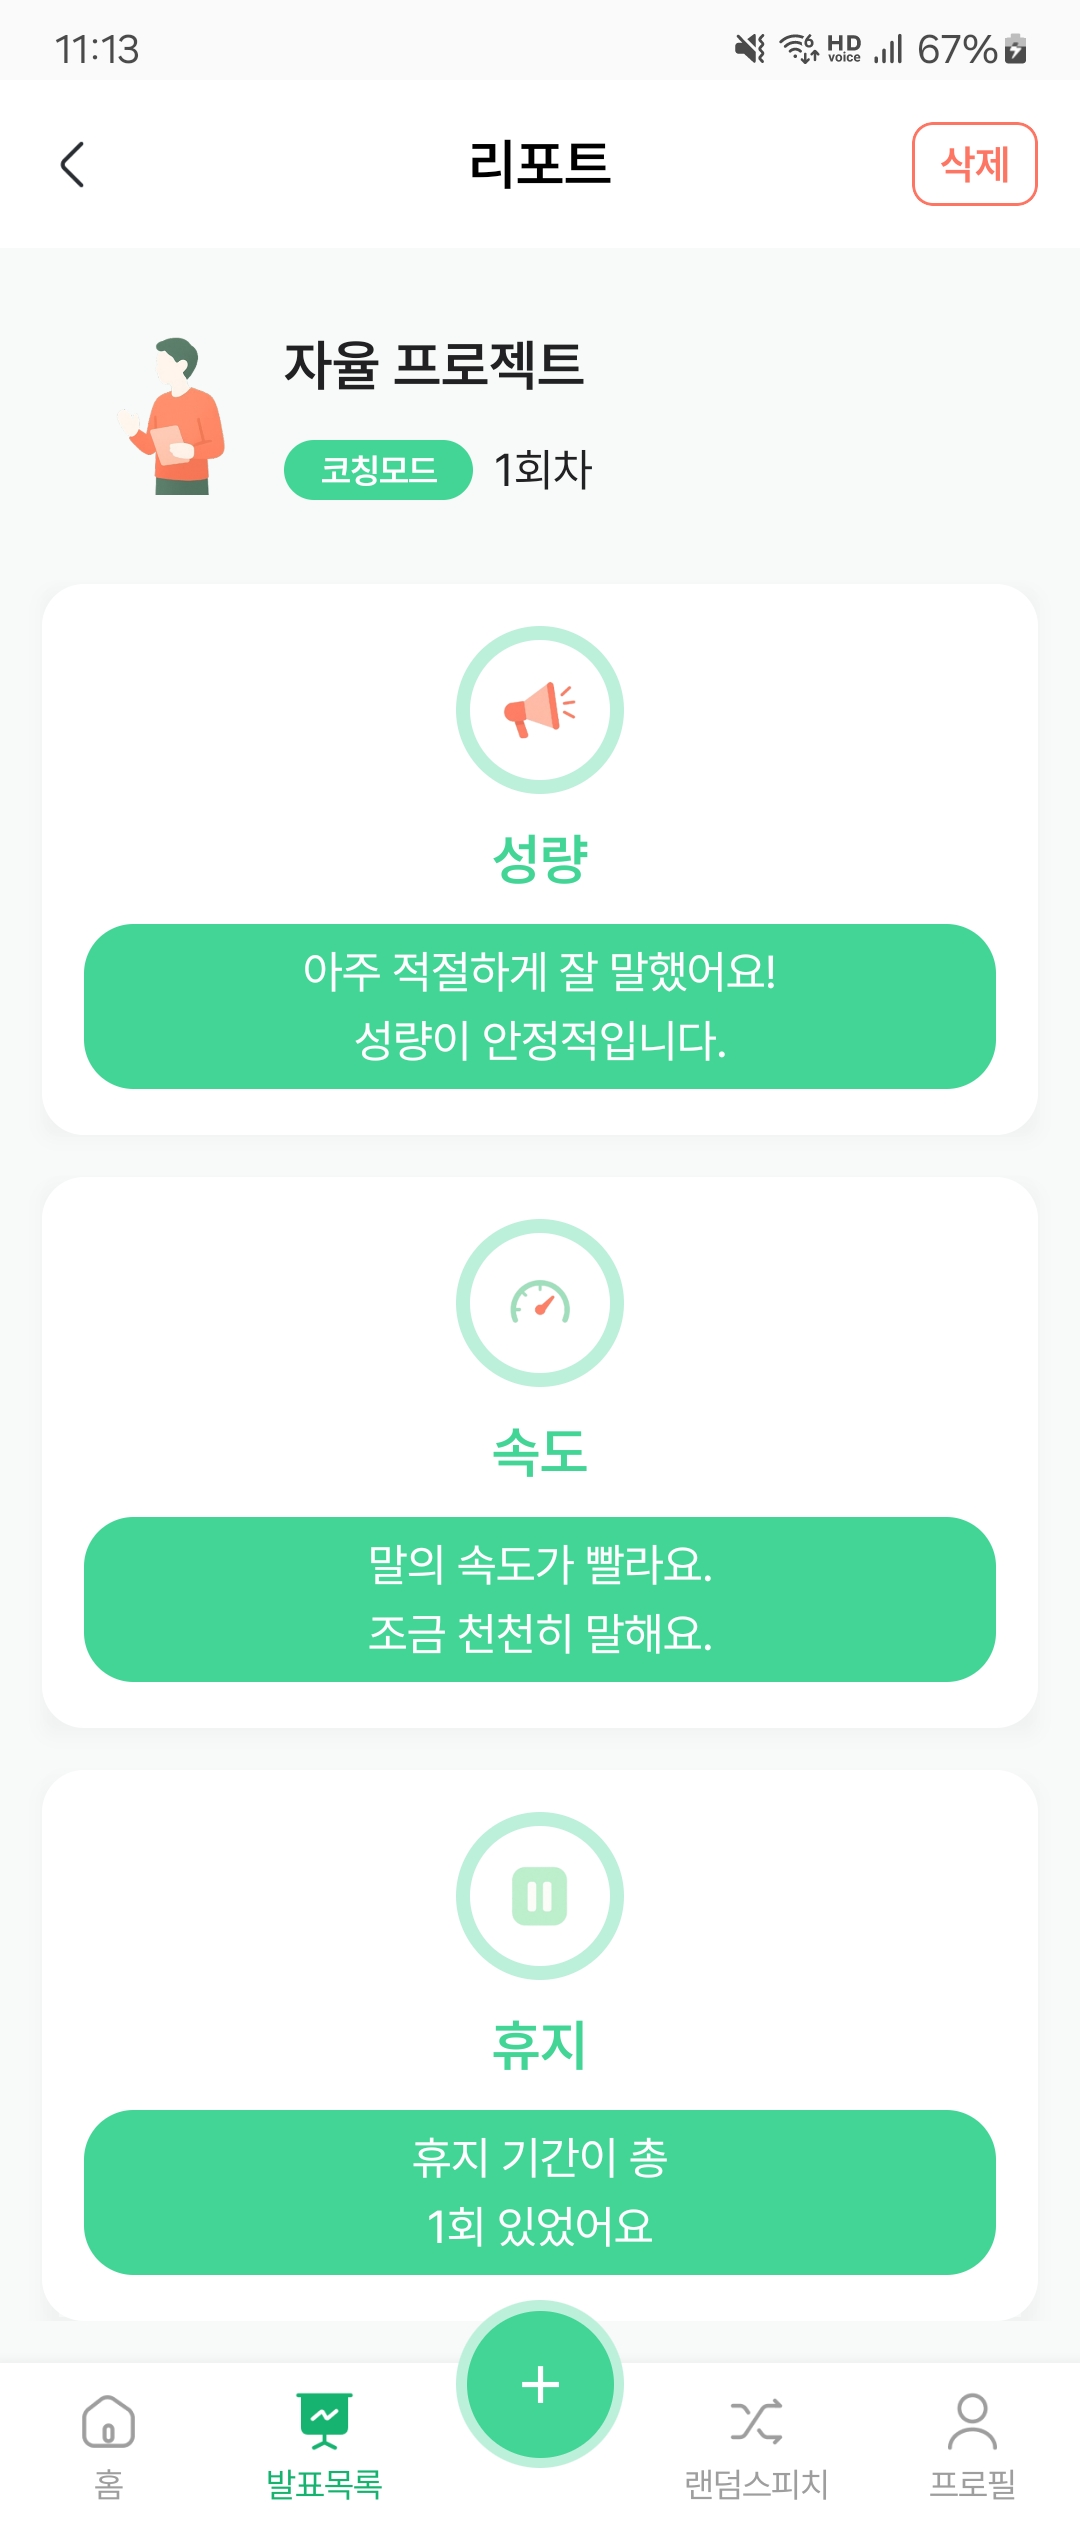 11:13
6
HD
voice
67%
리포트
삭제
자율 프로젝트
코칭모드 1회차
성량
아주 적절하게 잘 말했어요!
성량이 안정적입니다.
속도
말의 속도가 빨라요.
조금 천천히 말해요.
휴지
휴지 기간이 총
1회 있었어요
홈
발표목록
랜덤스피치
프로필